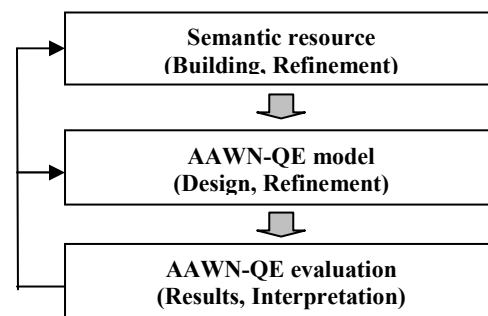 Semantic resource
(Building, Refinement)
AAWN-QE model
(Design, Refinement)
AAWN-QE evaluation
(Results, Interpretation)